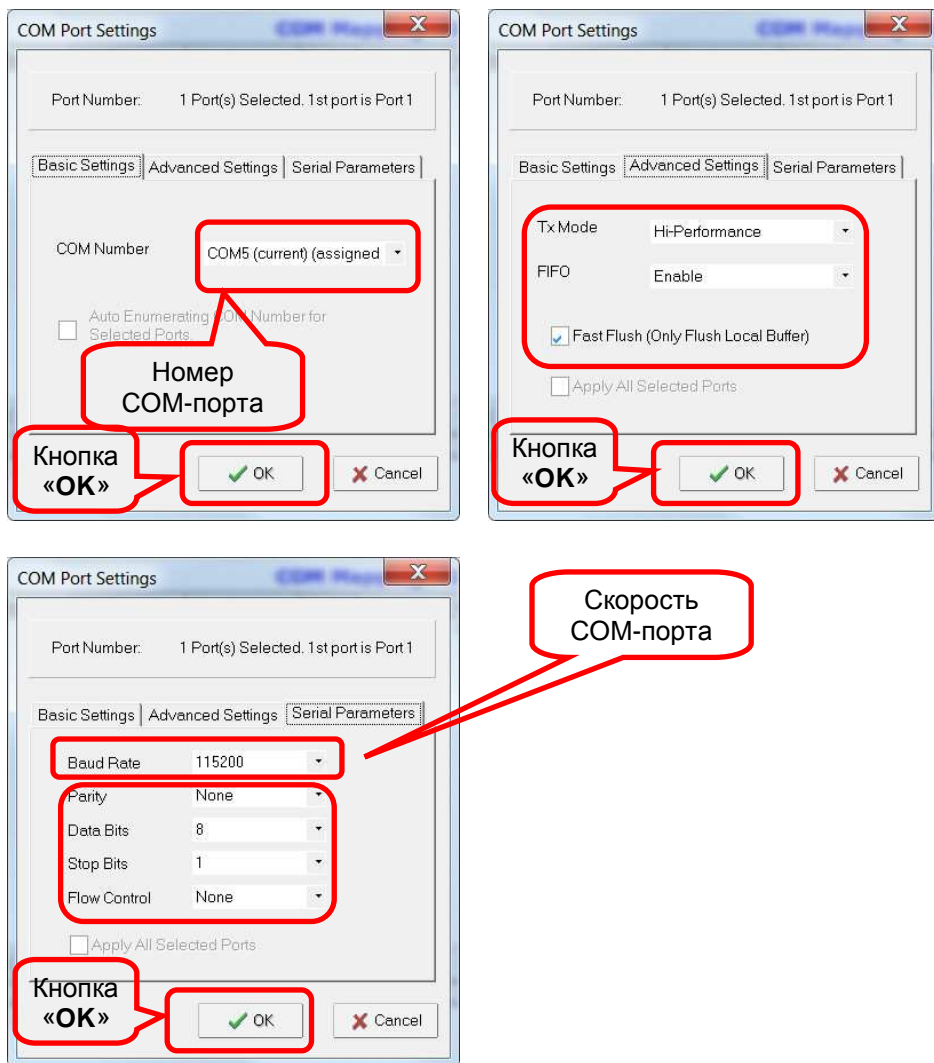 COM Port Settings
X
Port Number: 1 Port(s) Selected. 1st port is Port 1
Basic Settings Advanced Settings Serial Parameters
COM Number COM5 (current) (assigned
Auto Enumerating COM Number for
Selected Ports.
Номер
COM-порта
Кнопка
«OK»
OK Cancel
COM Port Settings
X
Port Number: 1 Port(s) Selected. 1st port is Port 1
Basic Settings Advanced Settings Serial Parameters
Tx Mode Hi-Performance
FIFO Enable
Fast Flush (Only Flush Local Buffer)
Apply All Selected Ports
Кнопка
«OK»
OK Cancel
COM Port Settings
X
Port Number: 1 Port(s) Selected. 1st port is Port 1
Basic Settings Advanced Settings Serial Parameters
Baud Rate 115200
Parity None
Data Bits 8
Stop Bits 1
Flow Control None
Apply All Selected Ports
Кнопка
«OK»
OK Cancel
Скорость
COM-порта